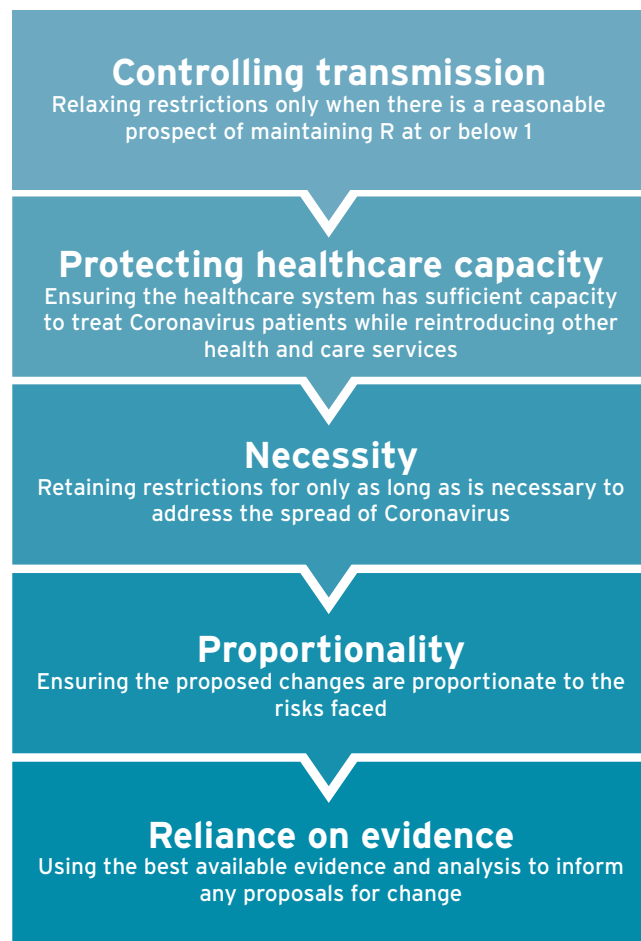 Controlling transmission
Relaxing restrictions only when there is a reasonable
prospect of maintaining R at or below 1
Protecting healthcare capacity
Ensuring the healthcare system has sufficient capacity
to treat Coronavirus patients while reintroducing other
health and care services
Necessity
Retaining restrictions for only as long as is necessary to
address the spread of Coronavirus
Proportionality
Ensuring the proposed changes are proportionate to the
risks faced
Reliance on evidence
Using the best available evidence and analysis to inform
any proposals for change